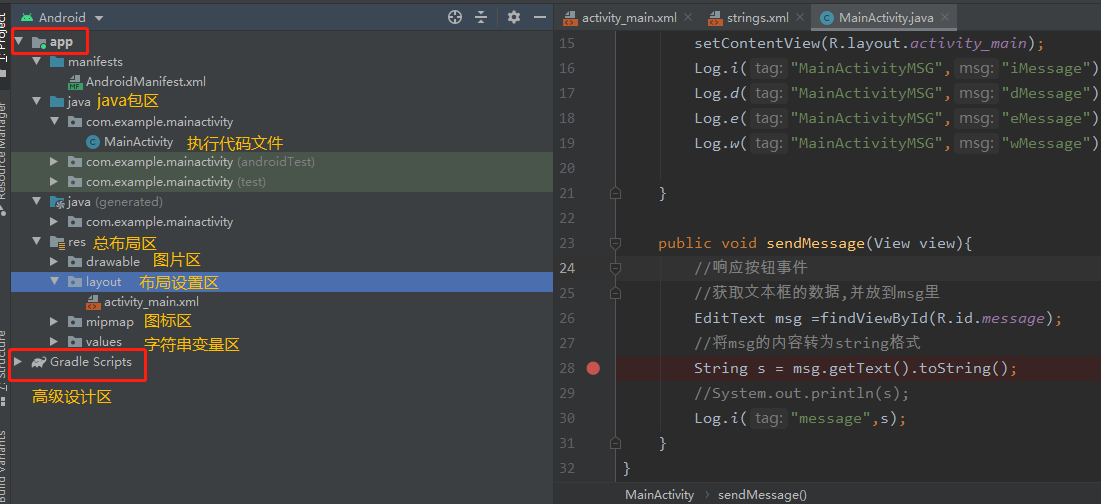 Android
app
manifests
AndroidManifest.xml
java java包区
com.example.mainactivity
MainActivity 执行代码文件
com.example.mainactivity (androidTest)
com.example.mainactivity (test)
java (generated)
com.example.mainactivity
res 总布局区
drawable 图片区
layout 布局设置区
activity_main.xml
mipmap 图标区
values 字符串变量区
Gradle Scripts
高级设计区
Resource Manager
activity_main.xml
strings.xml
MainActivity.java
15 setContentView(R.layout.activity_main);
16 Log.i( tag: "MainActivityMSG", msg: "iMessage")
17 Log.d( tag: "MainActivityMSG", msg: "dMessage")
18 Log.e( tag: "MainActivityMSG", msg: "eMessage")
19 Log.w( tag: "MainActivityMSG", msg: "wMessage")
20
21 }
22
23 public void sendMessage(View view){
24 //响应按钮事件
25 //获取文本框的数据,并放到msg里
26 EditText msg =findViewById(R.id.message);
27 //将msg的内容转为string格式
28 String s = msg.getText().toString();
29 //System.out.println(s);
30 Log.i( tag: "message",s);
31 }
32 }
MainActivity › sendMessage()